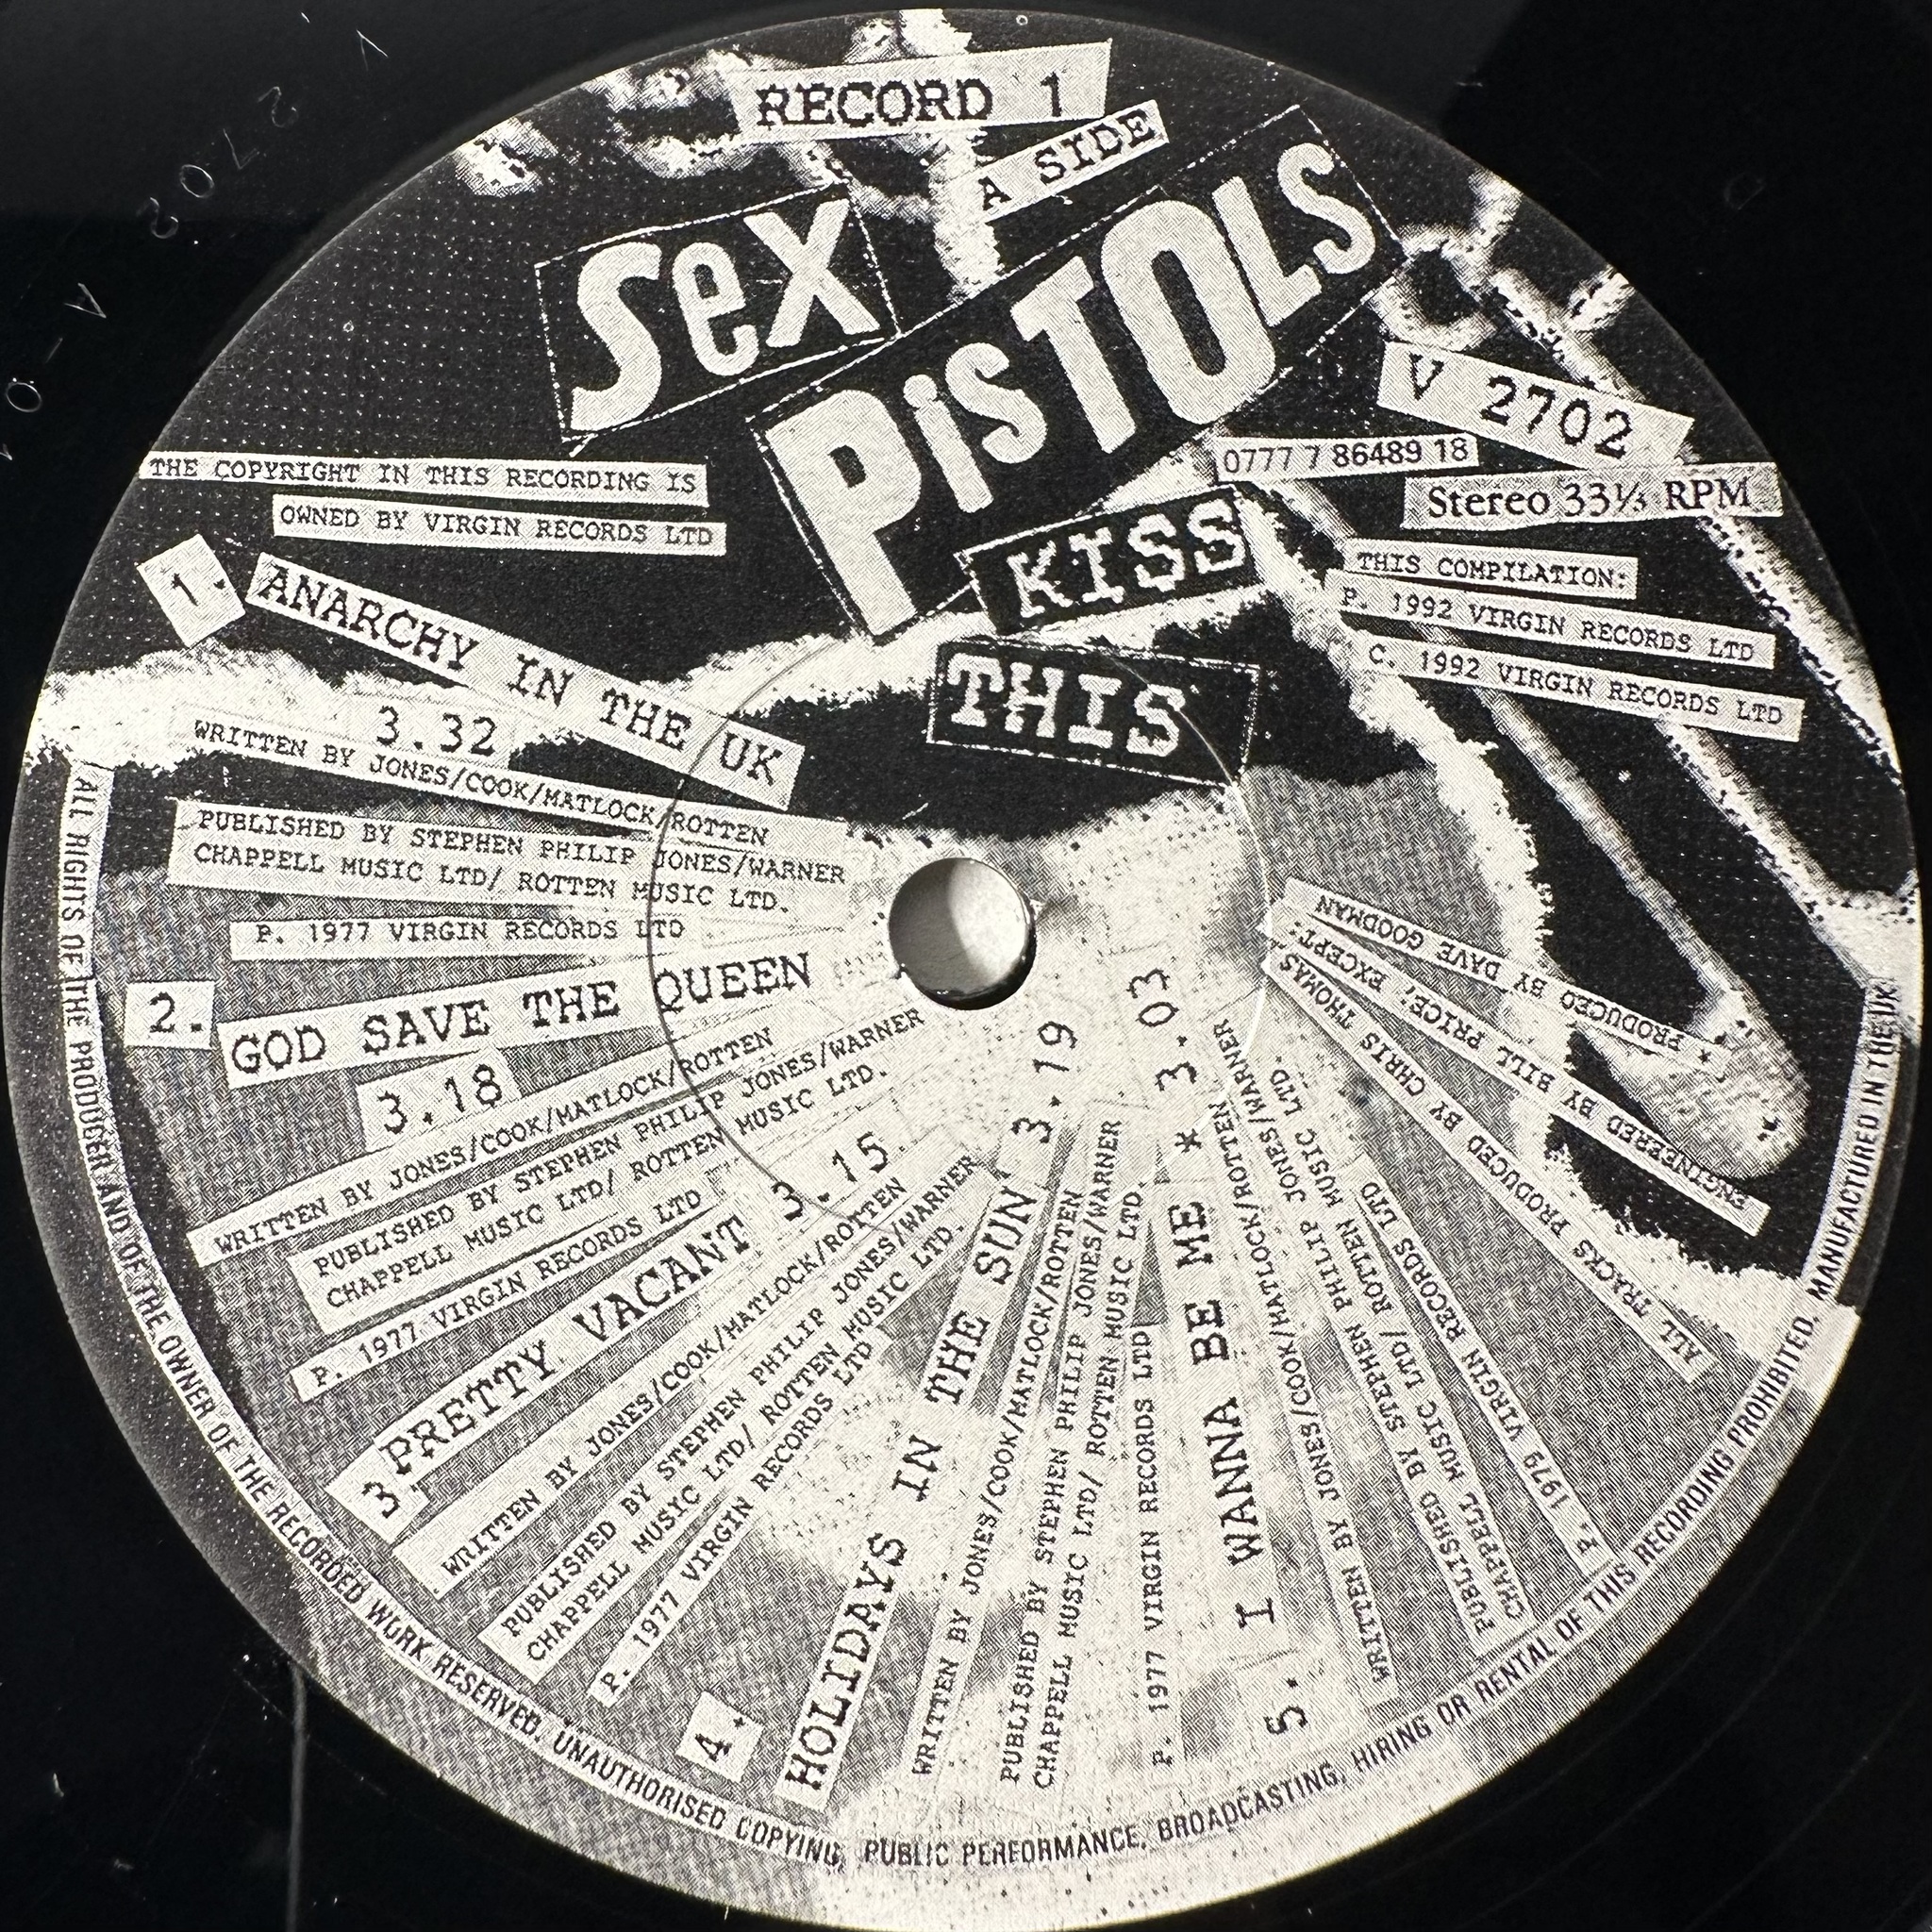 RECORD 1
A SIDE
Sex
PiSTOLS
KISS
THIS
V 2702
0777 7 86489 18
Stereo 33⅓ RPM
THIS COMPILATION:
P. 1992 VIRGIN RECORDS LTD
C. 1992 VIRGIN RECORDS LTD
THE COPYRIGHT IN THIS RECORDING IS
OWNED BY VIRGIN RECORDS LTD
1. ANARCHY IN THE UK
3.32
WRITTEN BY JONES/COOK/MATLOCK/ROTTEN
PUBLISHED BY STEPHEN PHILIP JONES/WARNER
CHAPPELL MUSIC LTD/ ROTTEN MUSIC LTD.
P. 1977 VIRGIN RECORDS LTD
2. GOD SAVE THE QUEEN
3.18
WRITTEN BY JONES/COOK/MATLOCK/ROTTEN
PUBLISHED BY STEPHEN PHILIP JONES/WARNER
CHAPPELL MUSIC LTD/ ROTTEN MUSIC LTD.
P. 1977 VIRGIN RECORDS LTD
3. PRETTY VACANT 3.15.
WRITTEN BY JONES/COOK/MATLOCK/ROTTEN
PUBLISHED BY STEPHEN PHILIP JONES/WARNER
CHAPPELL MUSIC LTD/ ROTTEN MUSIC LTD.
P. 1977 VIRGIN RECORDS LTD
4. HOLIDAYS IN THE SUN 3.19
WRITTEN BY JONES/COOK/MATLOCK/ROTTEN
PUBLISHED BY STEPHEN PHILIP JONES/WARNER
CHAPPELL MUSIC LTD/ ROTTEN MUSIC LTD.
P. 1977 VIRGIN RECORDS LTD
5. I WANNA BE ME * 3.03
WRITTEN BY JONES/COOK/MATLOCK/ROTTEN
PUBLISHED BY STEPHEN PHILIP JONES/WARNER
CHAPPELL MUSIC LTD/ ROTTEN MUSIC LTD.
P. 1979 VIRGIN RECORDS LTD
ALL TRACKS PRODUCED BY CHRIS THOMAS
ENGINEERED BY BILL PRICE; EXCEPT:
* PRODUCED BY DAVE GOODMAN
ALL RIGHTS OF THE PRODUCER AND OF THE OWNER OF THE RECORDED WORK RESERVED. UNAUTHORISED COPYING, PUBLIC PERFORMANCE, BROADCASTING, HIRING OR RENTAL OF THIS RECORDING PROHIBITED. MANUFACTURED IN THE UK.
V 2702